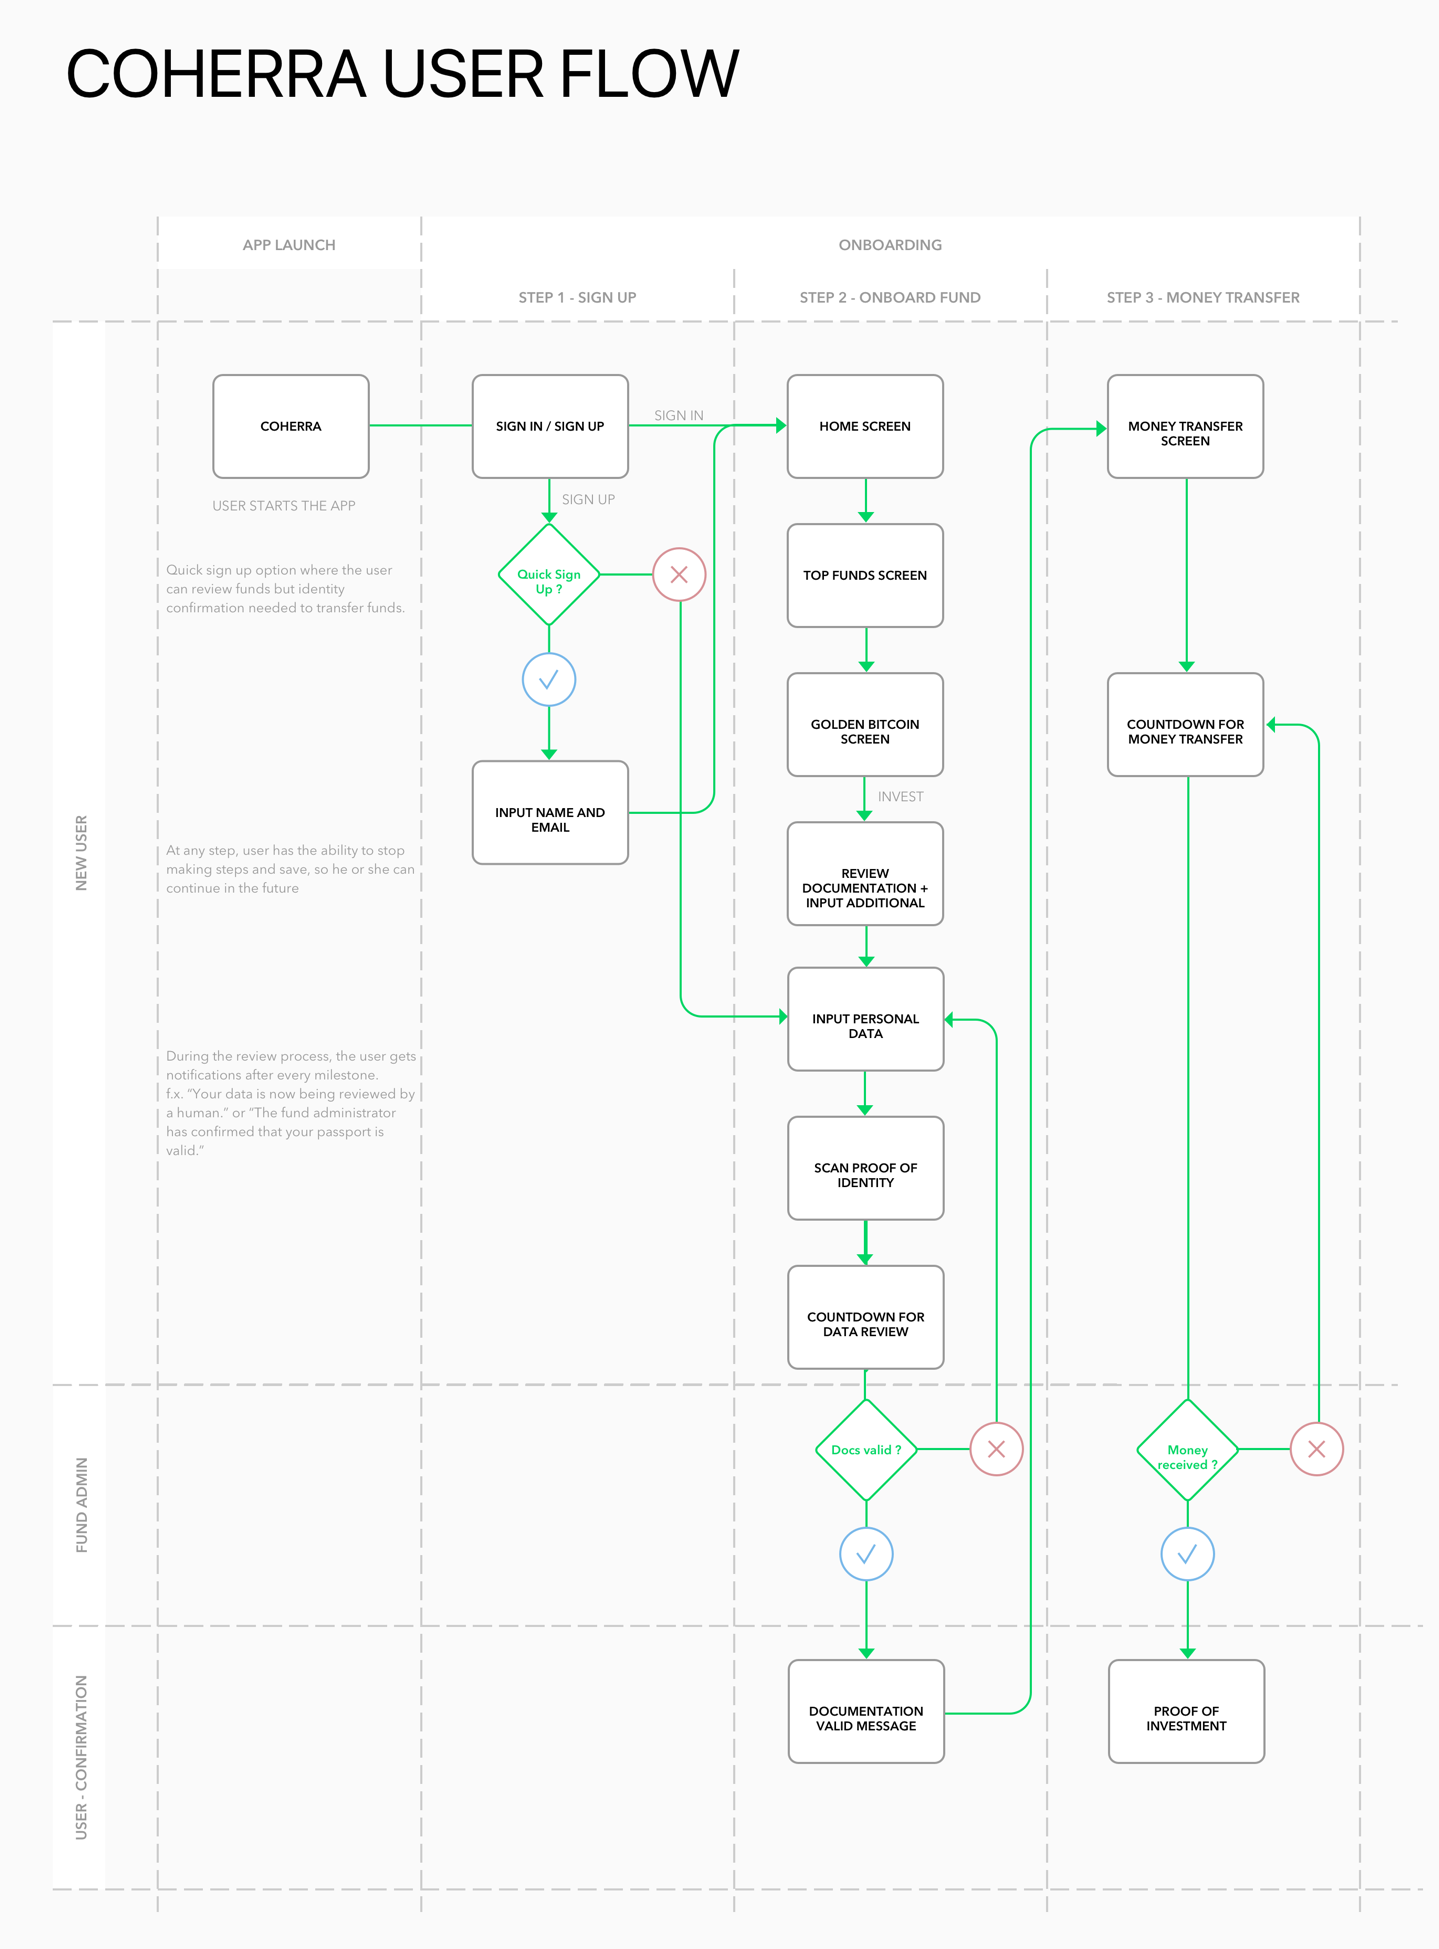 COHERRA USER FLOW
APP LAUNCH
ONBOARDING
STEP 1 - SIGN UP
STEP 2 - ONBOARD FUND
STEP 3 - MONEY TRANSFER
NEW USER
COHERRA
USER STARTS THE APP
Quick sign up option where the user
can review funds but identity
confirmation needed to transfer funds.
At any step, user has the ability to stop
making steps and save, so he or she can
continue in the future
During the review process, the user gets
notifications after every milestone.
f.x. “Your data is now being reviewed by
a human.” or “The fund administrator
has confirmed that your passport is
valid.”
SIGN IN / SIGN UP
SIGN IN
SIGN UP
Quick Sign
Up ?
INPUT NAME AND
EMAIL
HOME SCREEN
TOP FUNDS SCREEN
GOLDEN BITCOIN
SCREEN
INVEST
REVIEW
DOCUMENTATION +
INPUT ADDITIONAL
INPUT PERSONAL
DATA
SCAN PROOF OF
IDENTITY
COUNTDOWN FOR
DATA REVIEW
MONEY TRANSFER
SCREEN
COUNTDOWN FOR
MONEY TRANSFER
FUND ADMIN
Docs valid ?
Money
received ?
USER - CONFIRMATION
DOCUMENTATION
VALID MESSAGE
PROOF OF
INVESTMENT